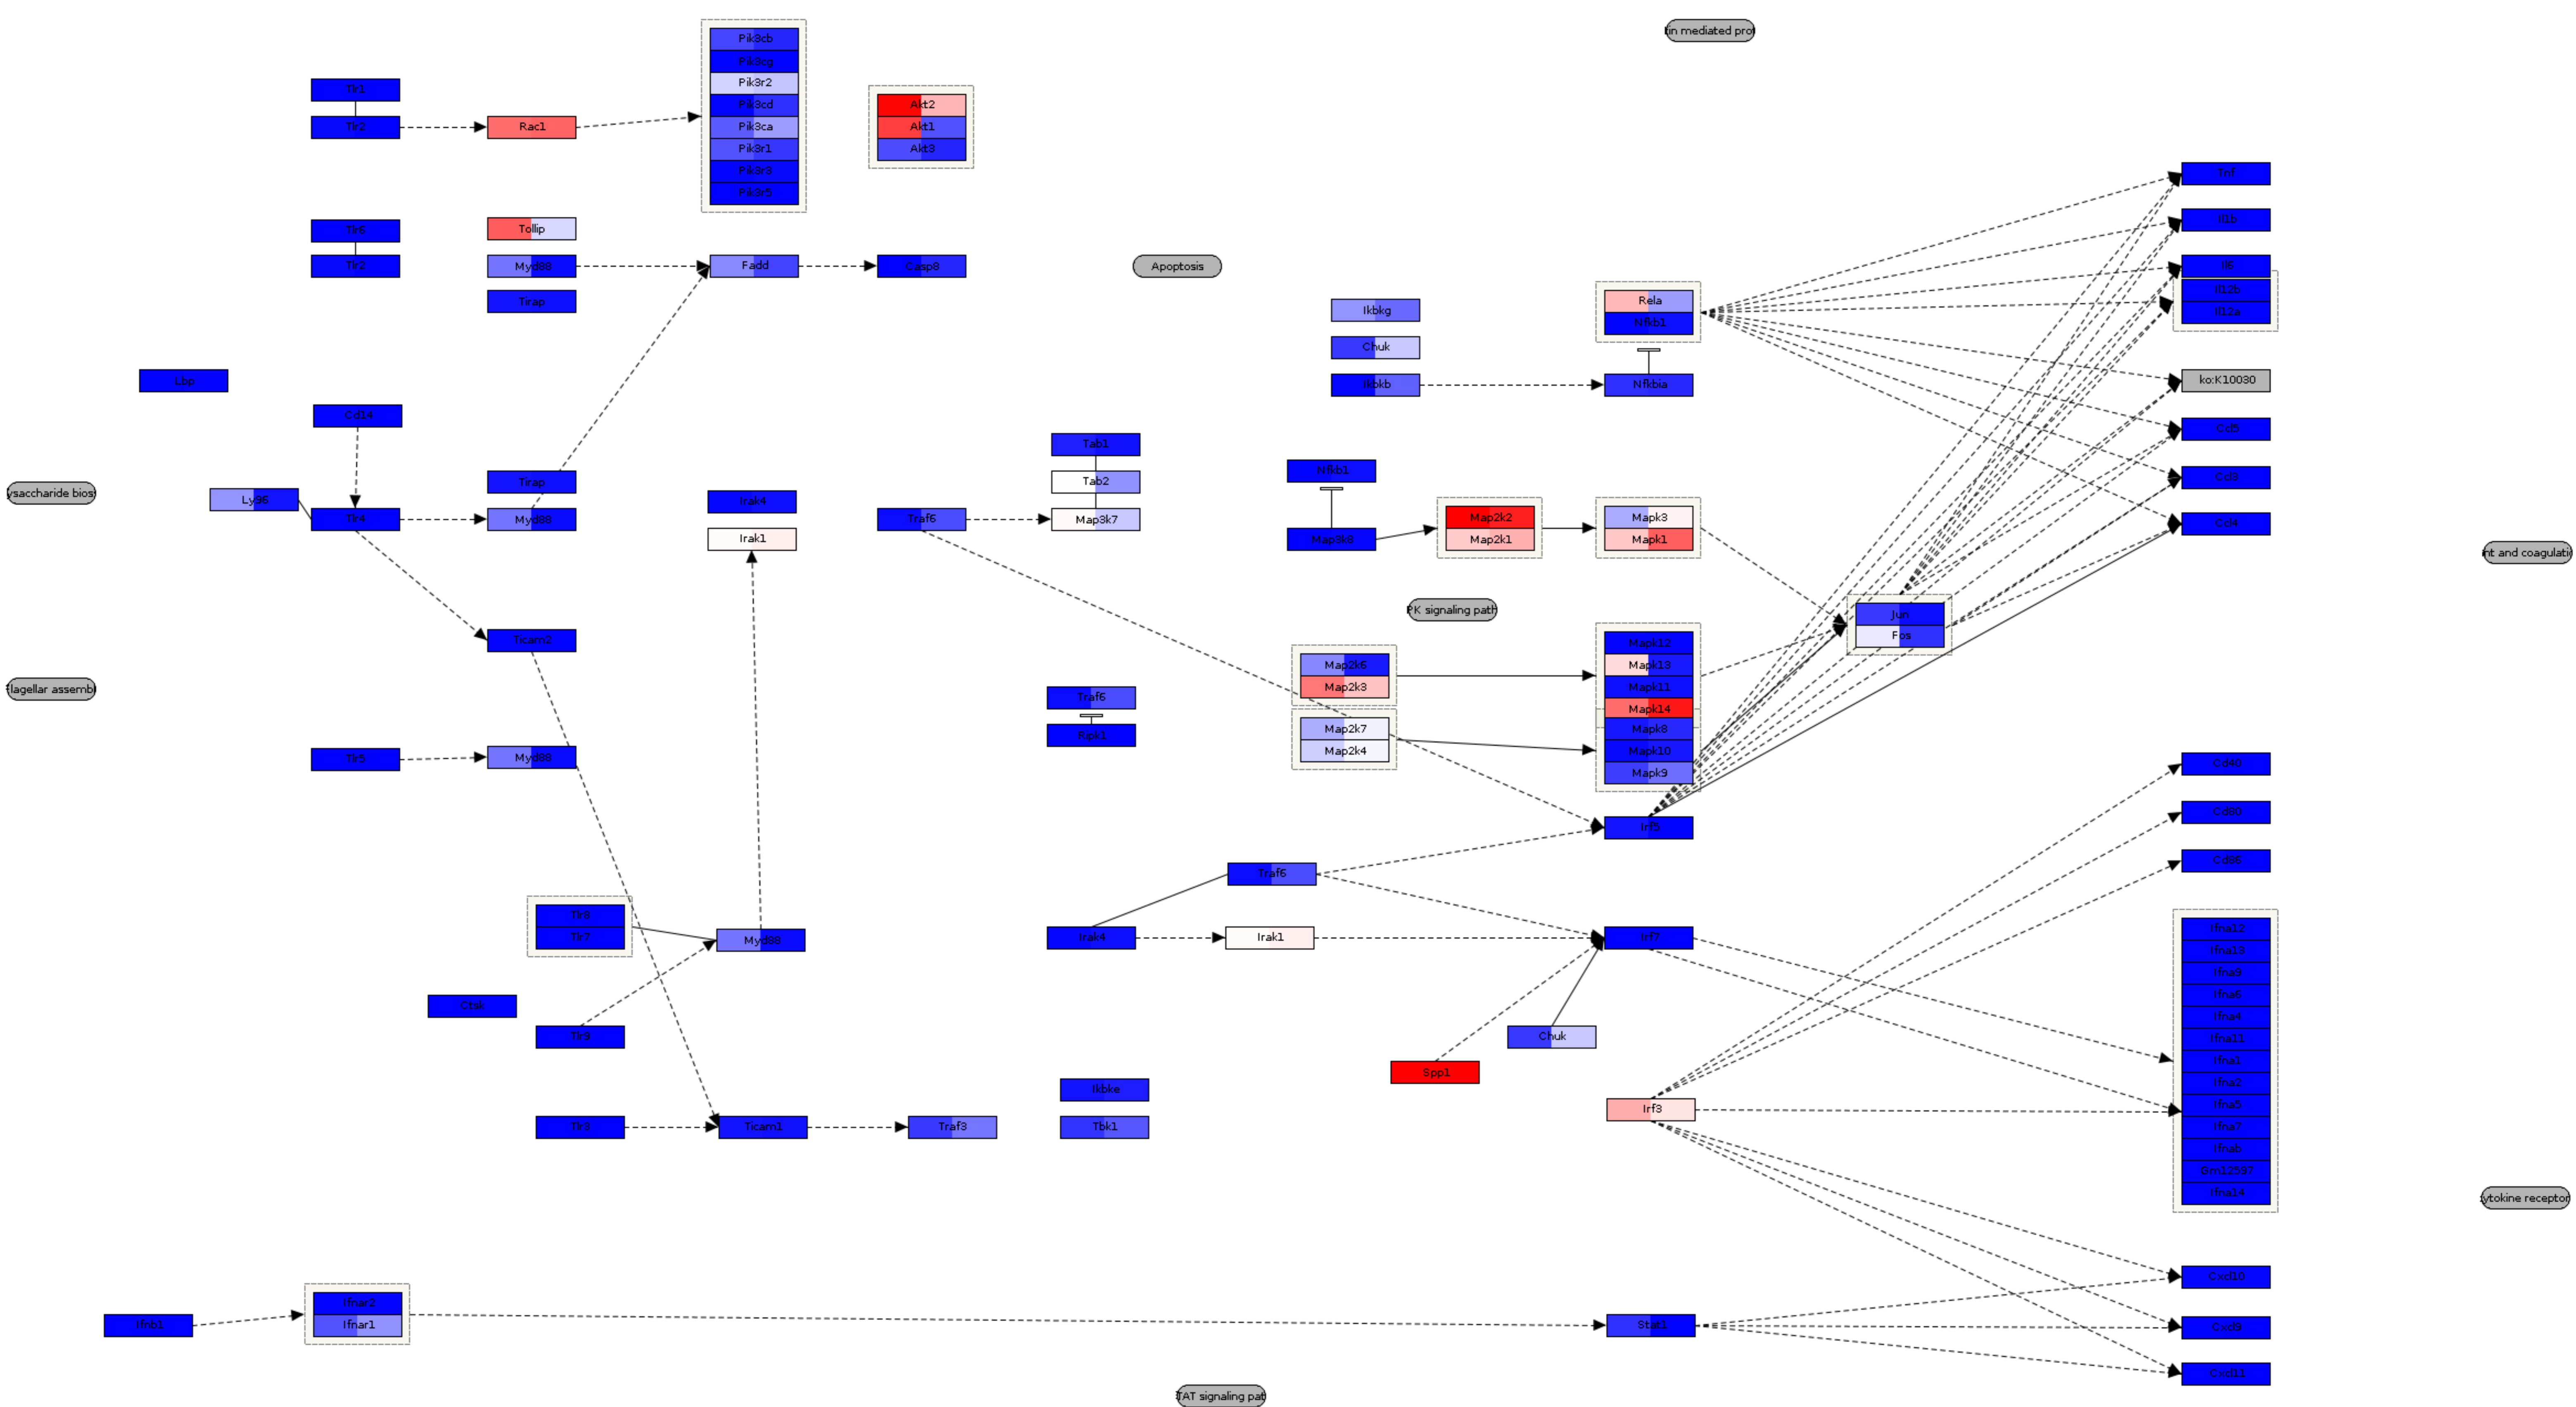 tin mediated prot
Pik3cb
Pik3cg
Pik3r2
Pik3cd
Pik3ca
Pik3r1
Pik3r3
Pik3r5
Tlr1
Tlr2
Rac1
Akt2
Akt1
Akt3
Tnf
Il1b
Il6
Il12b
Il12a
Tlr6
Tlr2
Tollip
Myd88
Tirap
Fadd
Casp8
Apoptosis
Ikbkg
Chuk
Ikbkb
Rela
Nfkb1
Nfkbia
Lbp
Cd14
ko:K10030
Ccl5
Ccl3
Ccl4
Tab1
Tab2
Map3k7
Nfkb1
Map3k8
ysaccharide bios
Ly96
Tlr4
Tirap
Myd88
Irak4
Irak1
Traf6
Map2k2
Map2k1
Mapk3
Mapk1
nt and coagulatio
PK signaling path
Jun
Fos
Ticam2
Flagellar assembl
Map2k6
Map2k3
Map2k7
Map2k4
Mapk12
Mapk13
Mapk11
Mapk14
Mapk8
Mapk10
Mapk9
Traf6
Ripk1
Tlr5
Myd88
Irf5
Cd40
Cd80
Cd86
Traf6
Tlr8
Tlr7
Myd88
Irak4
Irak1
Irf7
Ctsk
Tlr9
Chuk
Spp1
Ikbke
Tbk1
Tlr3
Ticam1
Traf3
Irf3
Ifna12
Ifna13
Ifna9
Ifna6
Ifna4
Ifna11
Ifna1
Ifna2
Ifna5
Ifna7
Ifnab
Gm12597
Ifna14
ytokine receptor
Ifnb1
Ifnar2
Ifnar1
Stat1
Cxcl10
Cxcl9
Cxcl11
TAT signaling pat